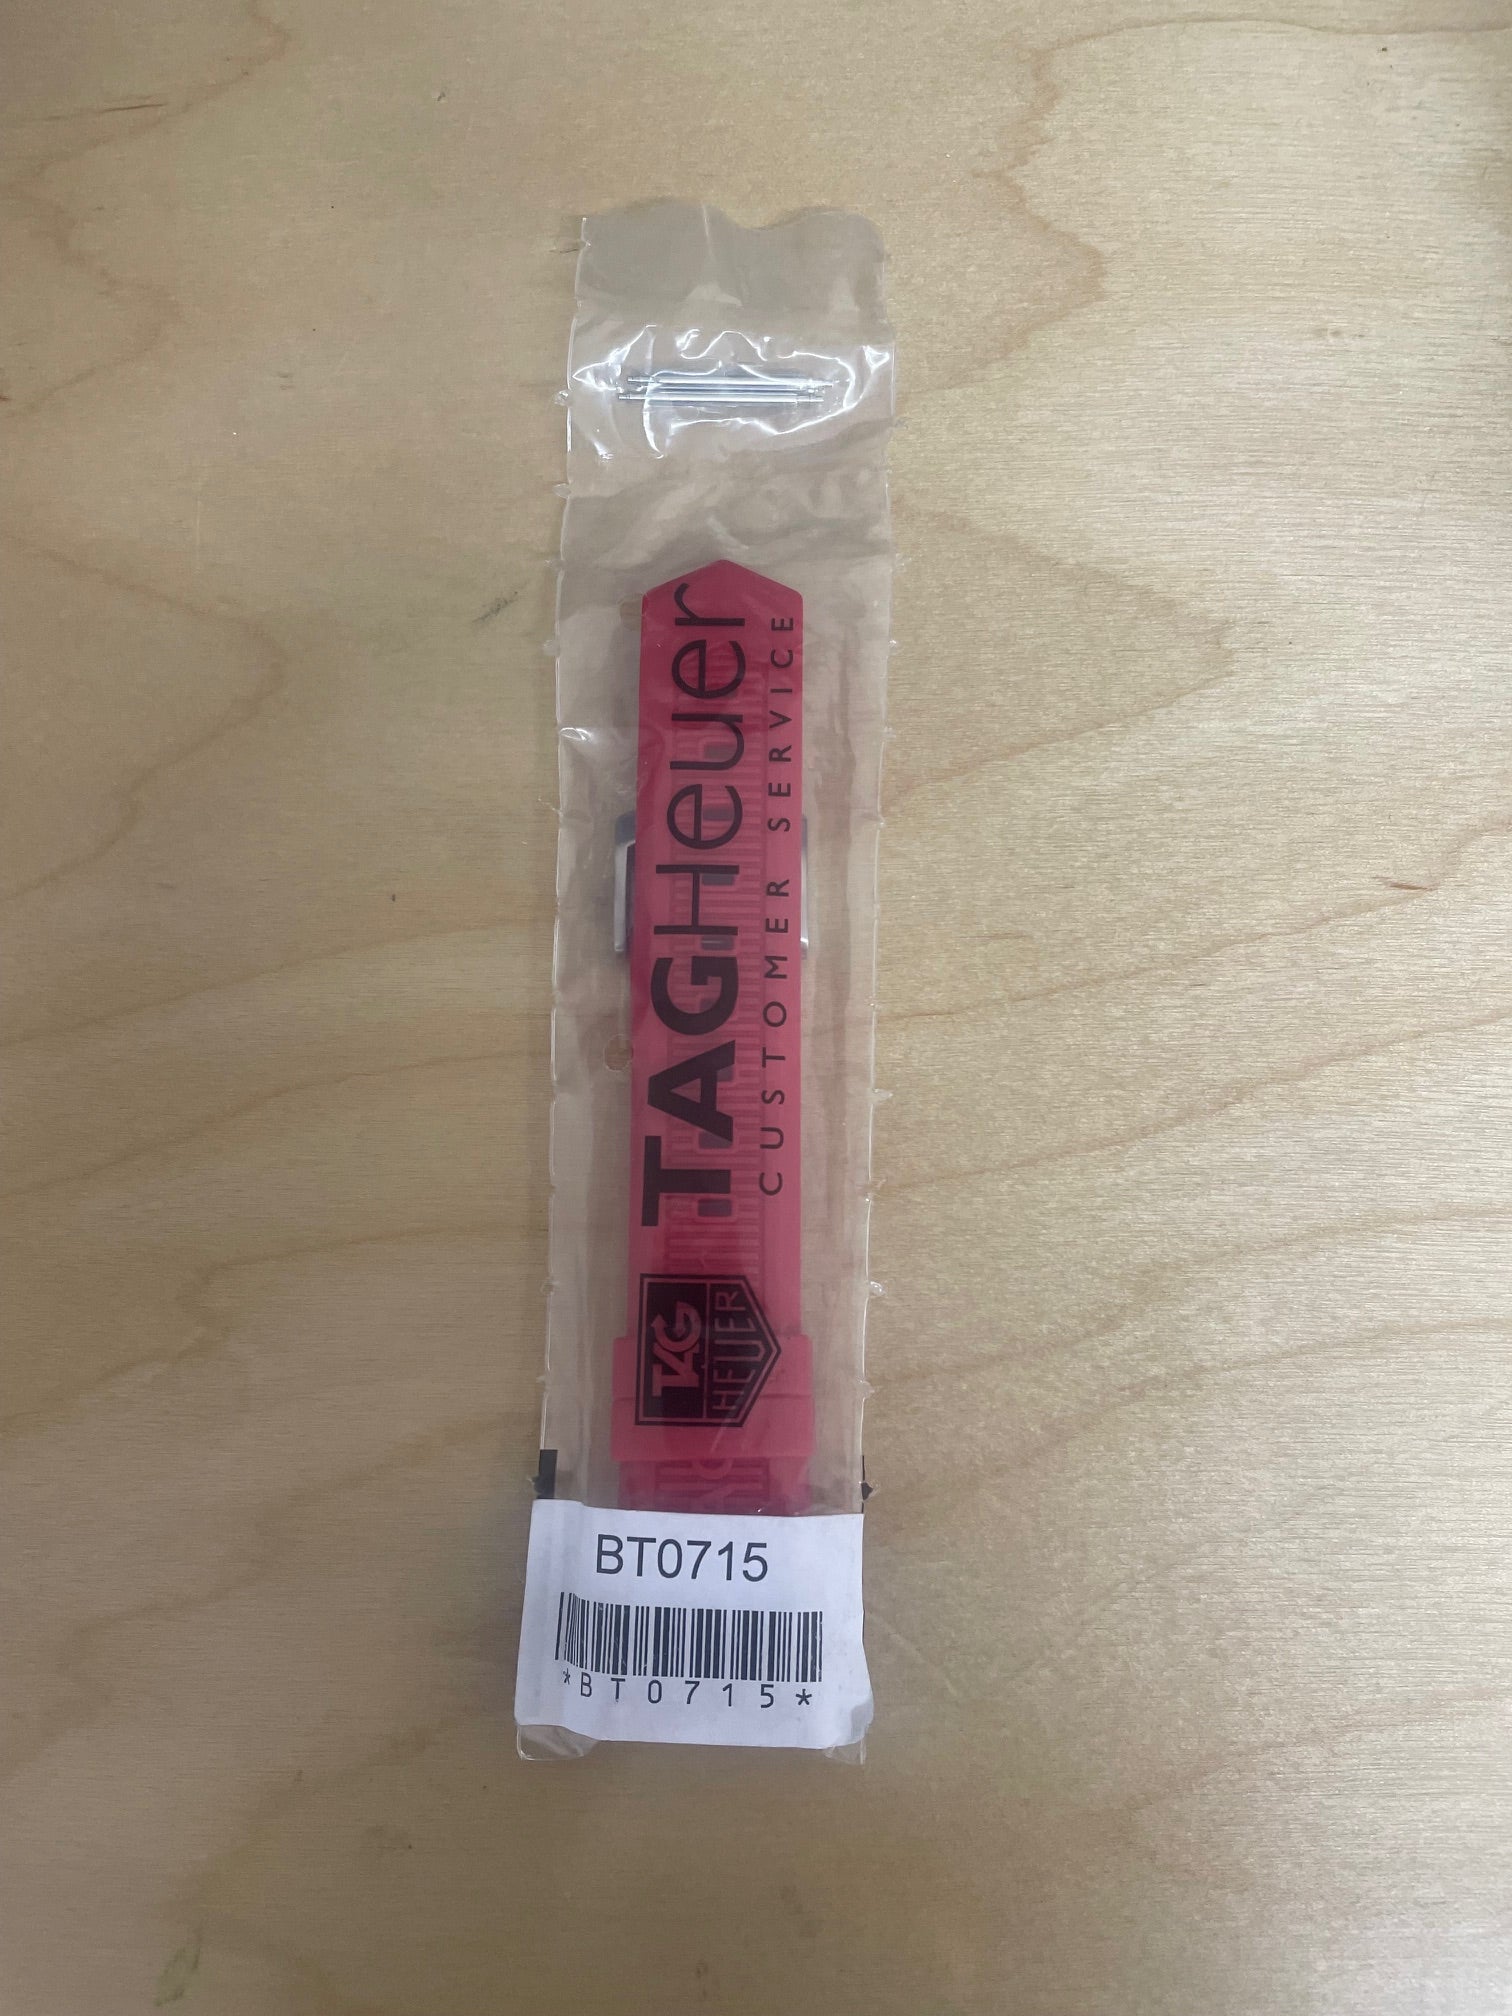 TAGHeuer
CUSTOMER SERVICE
TAG
HEUER
BT0715
*BT0715*